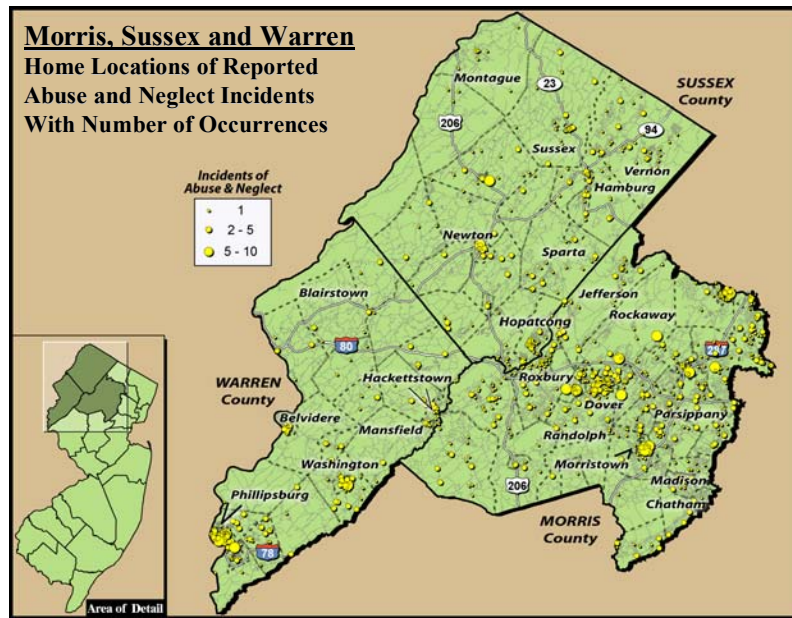 Morris, Sussex and Warren
Home Locations of Reported
Abuse and Neglect Incidents
With Number of Occurrences
Incidents of
Abuse & Neglect
1
2 - 5
5 - 10
Montague
23
SUSSEX
County
206
94
Sussex
Vernon
Hamburg
Newton
Sparta
Blairstown
Jefferson
Rockaway
Hopatcong
80
287
Hackettstown
Roxbury
WARREN
County
Dover
Parsippany
Belvidere
Mansfield
Randolph
Washington
Morristown
206
Madison
Phillipsburg
Chatham
MORRIS
County
78
Area of Detail